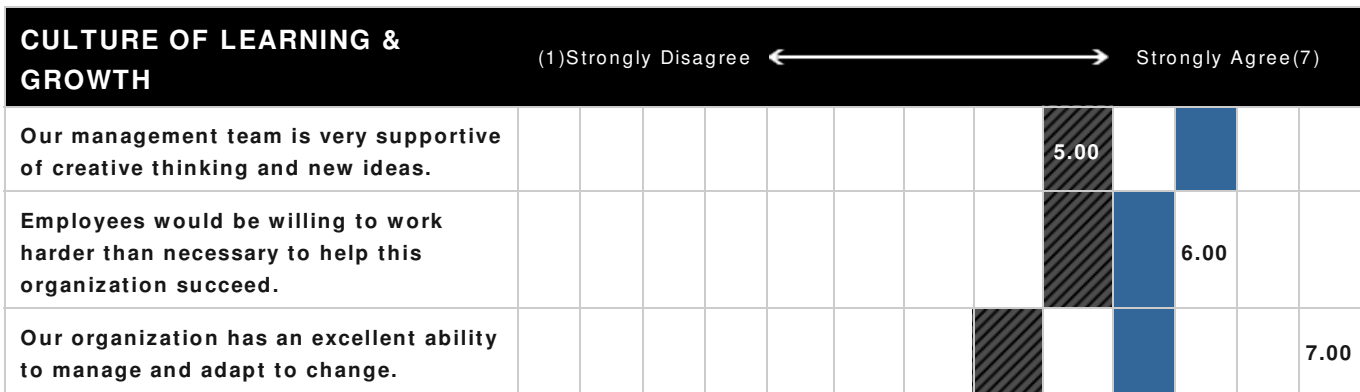 CULTURE OF LEARNING &
GROWTH
(1)Strongly Disagree
Strongly Agree(7)
Our management team is very supportive
of creative thinking and new ideas.
5.00
Employees would be willing to work
harder than necessary to help this
organization succeed.
6.00
Our organization has an excellent ability
to manage and adapt to change.
7.00